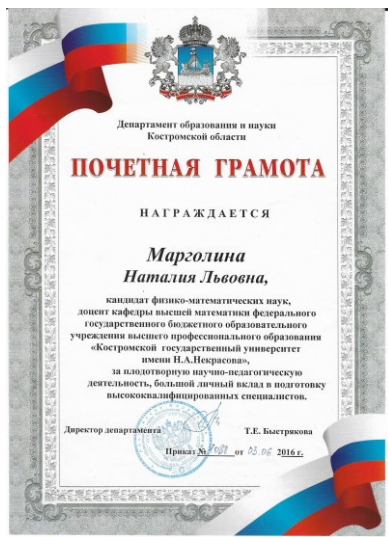 Департамент образования и науки
Костромской области
ПОЧЕТНАЯ ГРАМОТА
НАГРАЖДАЕТСЯ
Марголина
Наталия Львовна,
кандидат физико-математических наук,
доцент кафедры высшей математики федерального
государственного бюджетного образовательного
учреждения высшего профессионального образования
«Костромской государственный университет
имени Н.А.Некрасова»,
за плодотворную научно-педагогическую
деятельность, большой личный вклад в подготовку
высококвалифицированных специалистов.
Директор департамента Т.Е. Быстрякова
Приказ № от 03.06 2016 г.